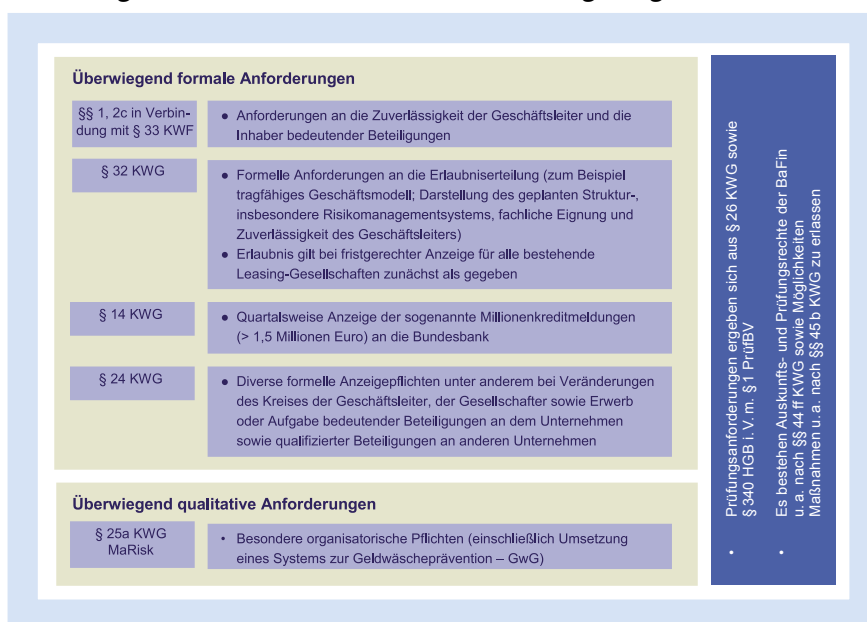 Überwiegend formale Anforderungen
§§ 1, 2c in Verbin-
dung mit § 33 KWF
● Anforderungen an die Zuverlässigkeit der Geschäftsleiter und die
Inhaber bedeutender Beteiligungen
§ 32 KWG
● Formelle Anforderungen an die Erlaubniserteilung (zum Beispiel
tragfähiges Geschäftsmodell; Darstellung des geplanten Struktur-,
insbesondere Risikomanagementsystems, fachliche Eignung und
Zuverlässigkeit des Geschäftsleiters)
● Erlaubnis gilt bei fristgerechter Anzeige für alle bestehende
Leasing-Gesellschaften zunächst als gegeben
§ 14 KWG
● Quartalsweise Anzeige der sogenannte Millionenkreditmeldungen
(> 1,5 Millionen Euro) an die Bundesbank
§ 24 KWG
● Diverse formelle Anzeigepflichten unter anderem bei Veränderungen
des Kreises der Geschäftsleiter, der Gesellschafter sowie Erwerb
oder Aufgabe bedeutender Beteiligungen an dem Unternehmen
sowie qualifizierter Beteiligungen an anderen Unternehmen
Überwiegend qualitative Anforderungen
§ 25a KWG
MaRisk
• Besondere organisatorische Pflichten (einschließlich Umsetzung
eines Systems zur Geldwäscheprävention – GwG)
• Prüfungsanforderungen ergeben sich aus § 26 KWG sowie
§ 340 HGB i. V. m. § 1 PrüfBV
• Es bestehen Auskunfts- und Prüfungsrechte der BaFin
u. a. nach §§ 44 ff KWG sowie Möglichkeiten
Maßnahmen u. a. nach §§ 45 b KWG zu erlassen